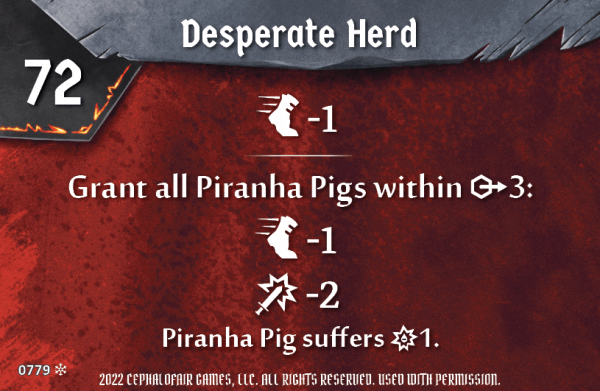 Desperate Herd
72
-1
Grant all Piranha Pigs within 3:
-1
-2
Piranha Pig suffers 1.
0779
2022 CEPHALOFAIR GAMES, LLC. ALL RIGHTS RESERVED. USED WITH PERMISSION.